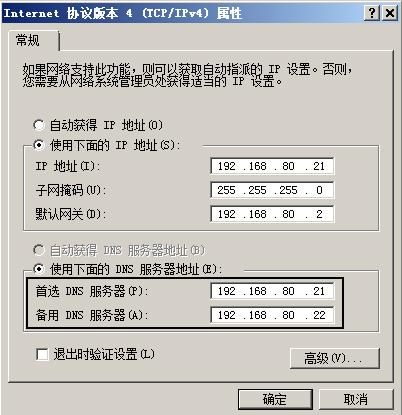 Internet 协议版本 4 (TCP/IPv4) 属性
常规
如果网络支持此功能，则可以获取自动指派的 IP 设置。否则，
您需要从网络系统管理员处获得适当的 IP 设置。
自动获得 IP 地址(O)
使用下面的 IP 地址(S):
IP 地址(I): 192 .168 . 80 . 21
子网掩码(U): 255 .255 .255 . 0
默认网关(D): 192 .168 . 80 . 2
自动获得 DNS 服务器地址(B)
使用下面的 DNS 服务器地址(E):
首选 DNS 服务器(P): 192 .168 . 80 . 21
备用 DNS 服务器(A): 192 .168 . 80 . 22
退出时验证设置(L)
高级(V)...
确定 取消